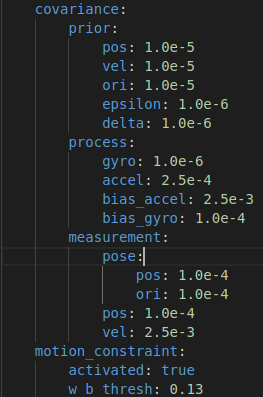 covariance:
prior:
pos: 1.0e-5
vel: 1.0e-5
ori: 1.0e-5
epsilon: 1.0e-6
delta: 1.0e-6
process:
gyro: 1.0e-6
accel: 2.5e-4
bias_accel: 2.5e-3
bias_gyro: 1.0e-4
measurement:
pose:
pos: 1.0e-4
ori: 1.0e-4
pos: 1.0e-4
vel: 2.5e-3
motion_constraint:
activated: true
w_b_thresh: 0.13